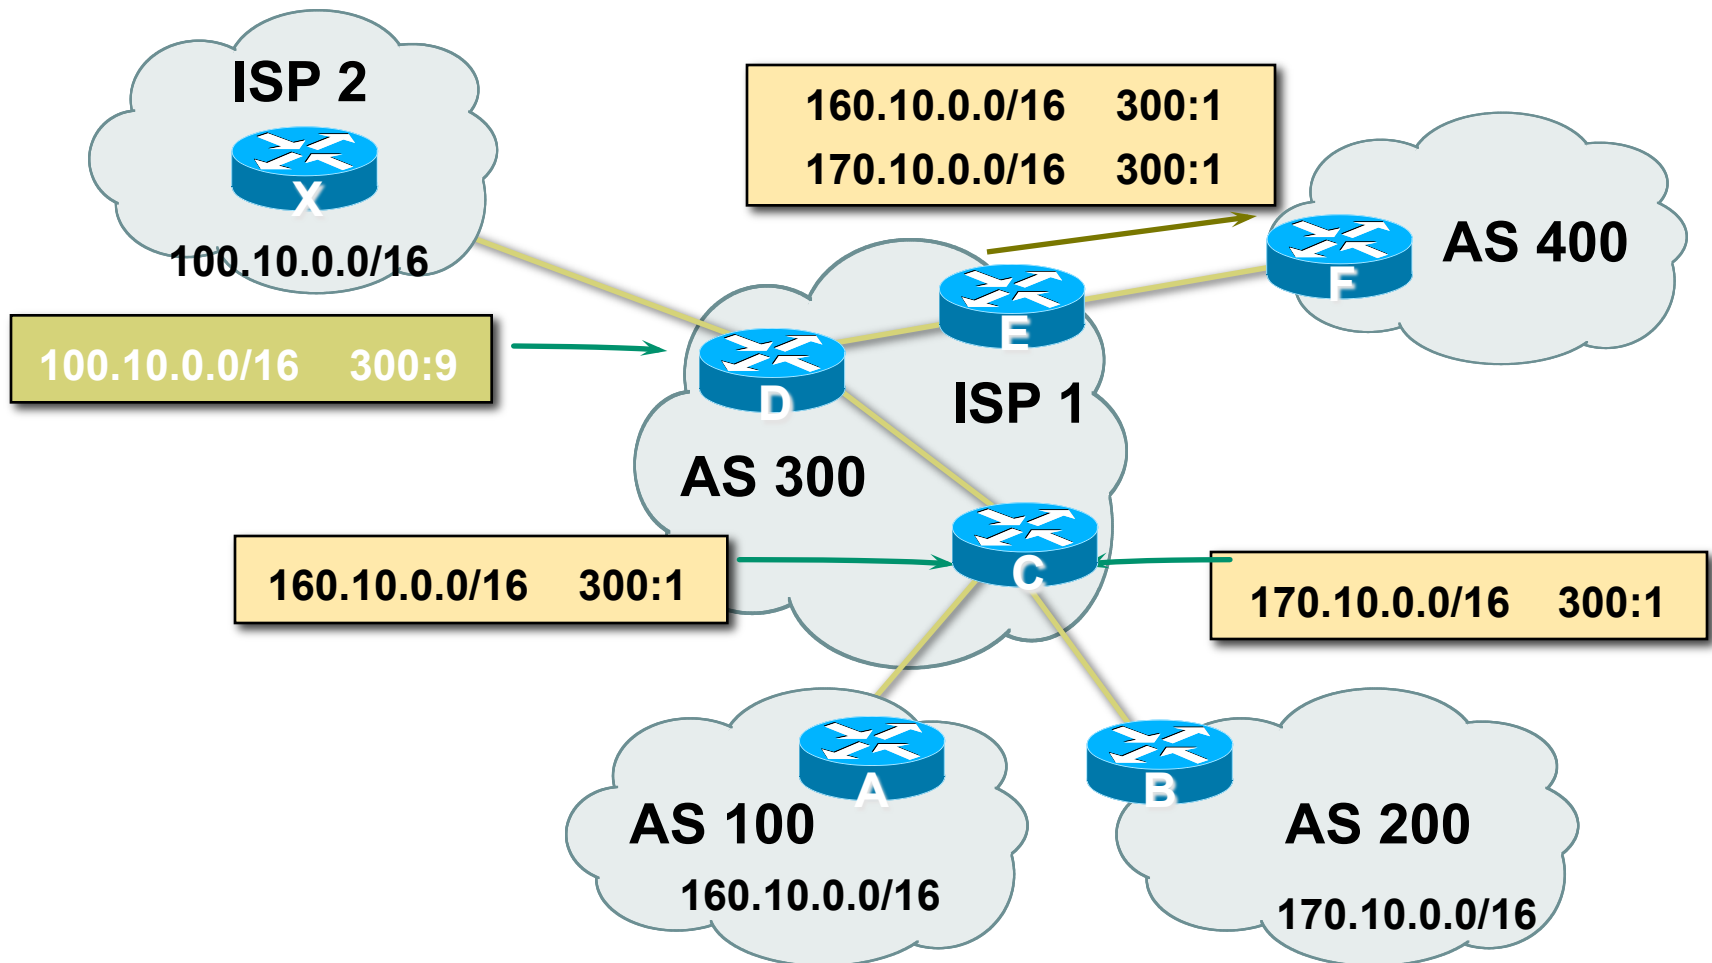 ISP 2
X
100.10.0.0/16
160.10.0.0/16 300:1
170.10.0.0/16 300:1
AS 400
F
E
100.10.0.0/16 300:9
D
ISP 1
AS 300
C
160.10.0.0/16 300:1
170.10.0.0/16 300:1
A
B
AS 100
160.10.0.0/16
AS 200
170.10.0.0/16